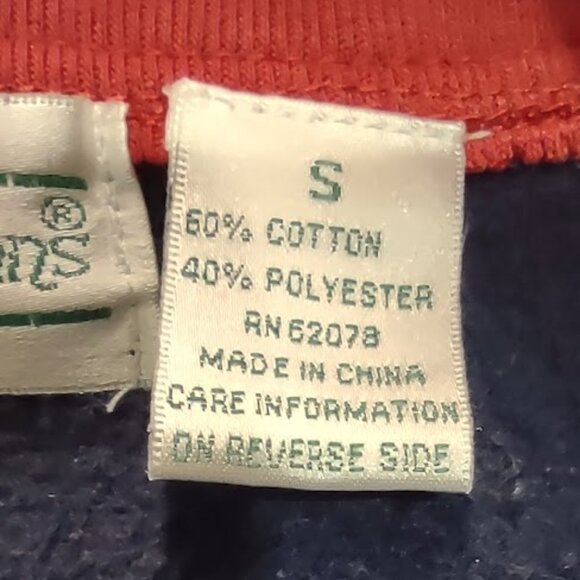 ®
S
60% COTTON
40% POLYESTER
RN 62078
MADE IN CHINA
CARE INFORMATION
ON REVERSE SIDE